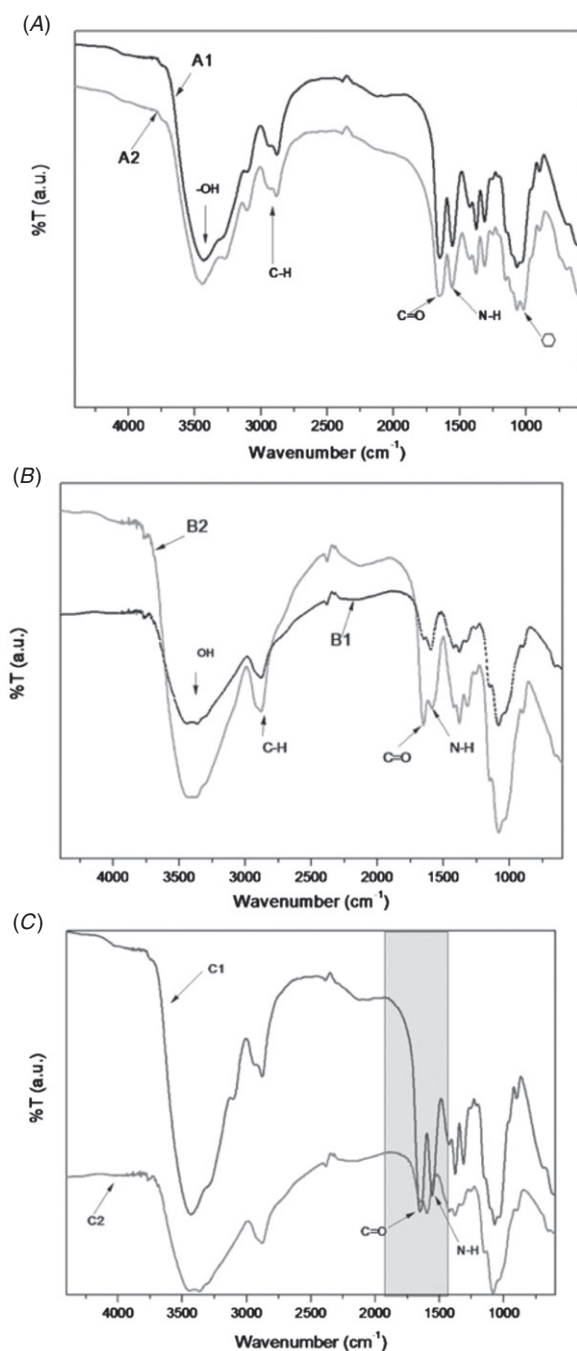 (A)
A1
A2
-OH
C-H
C=O
N-H
%T (a.u.)
4000 3500 3000 2500 2000 1500 1000
Wavenumber (cm⁻¹)
(B)
B2
OH
B1
C-H
C=O
N-H
%T (a.u.)
4000 3500 3000 2500 2000 1500 1000
Wavenumber (cm⁻¹)
(C)
C1
C2
C=O
N-H
%T (a.u.)
4000 3500 3000 2500 2000 1500 1000
Wavenumber (cm⁻¹)